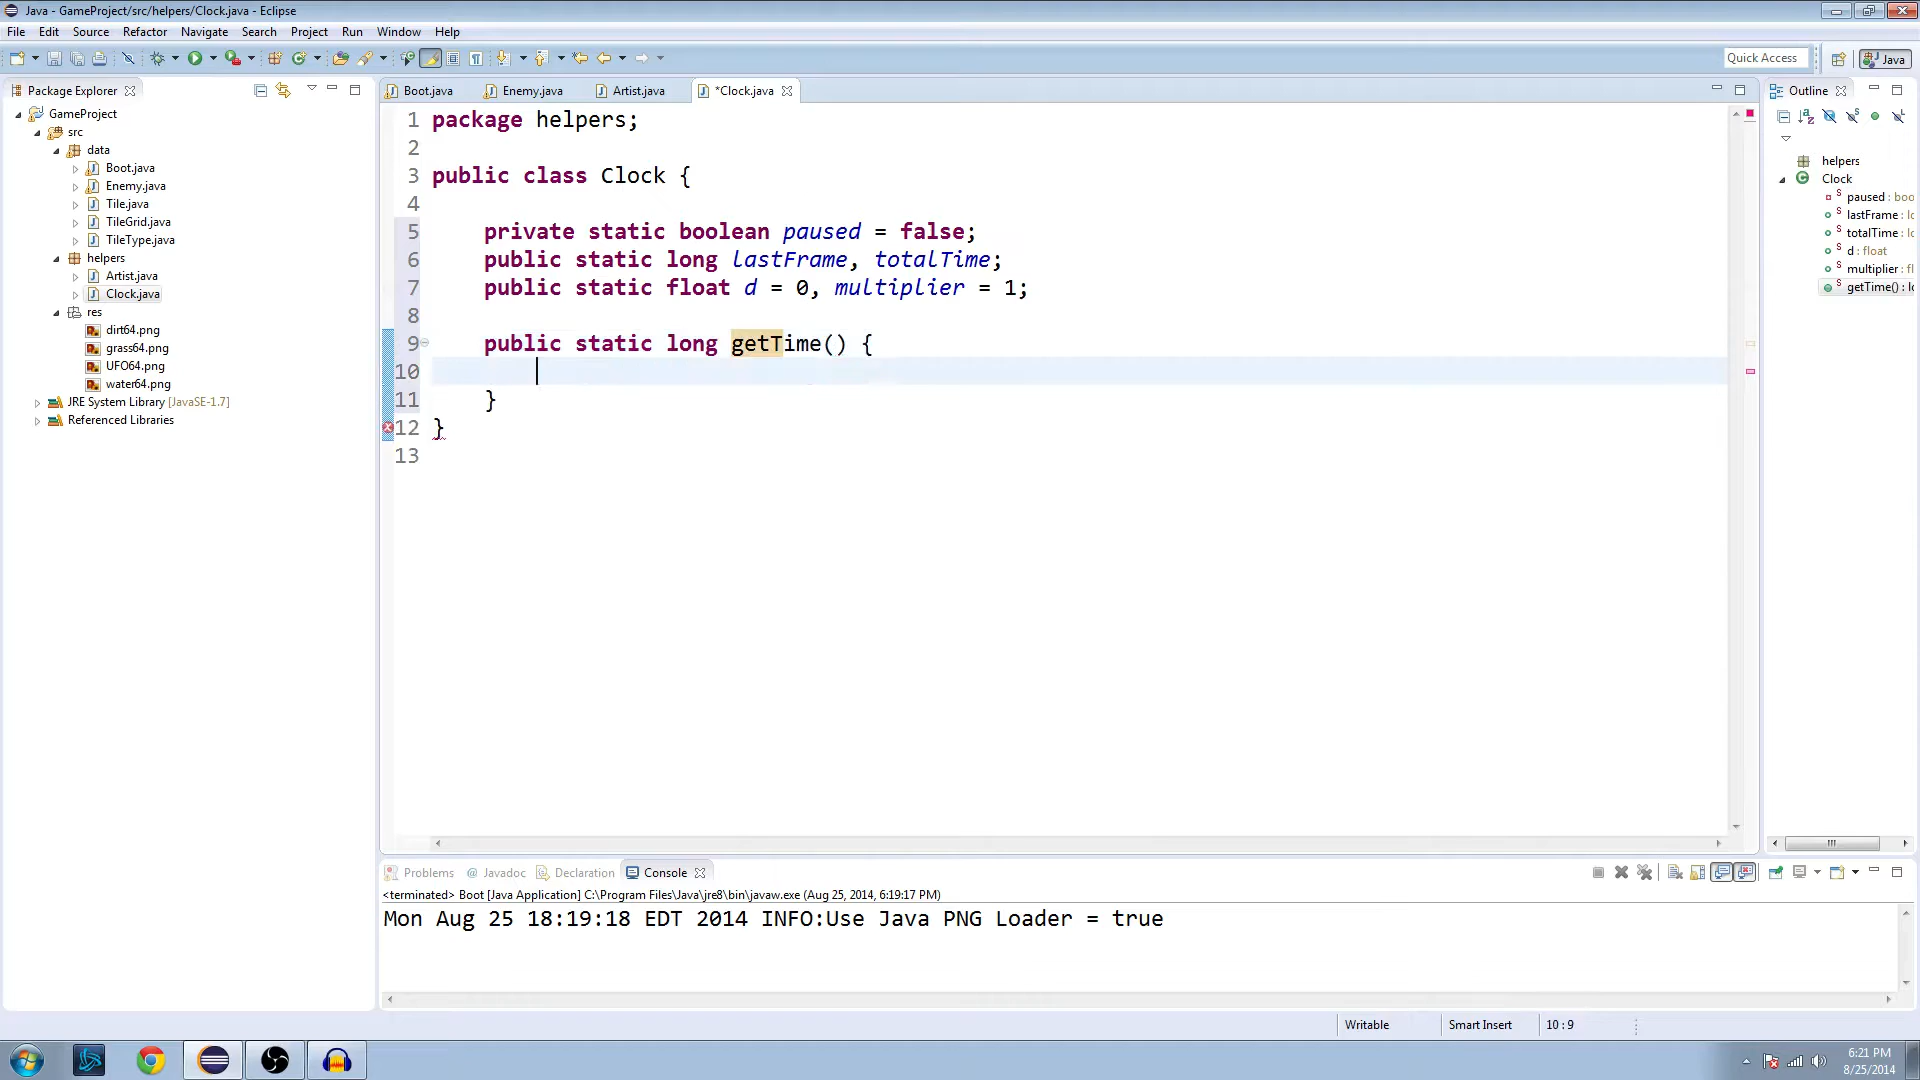 Java - GameProject/src/helpers/Clock.java - Eclipse
File Edit Source Refactor Navigate Search Project Run Window Help
Quick Access
Java
Package Explorer
Boot.java
Enemy.java
Artist.java
*Clock.java
Outline
GameProject
src
data
Boot.java
Enemy.java
Tile.java
TileGrid.java
TileType.java
helpers
Artist.java
Clock.java
res
dirt64.png
grass64.png
UFO64.png
water64.png
JRE System Library [JavaSE-1.7]
Referenced Libraries
1 package helpers;
2
3 public class Clock {
4
5 private static boolean paused = false;
6 public static long lastFrame, totalTime;
7 public static float d = 0, multiplier = 1;
8
9 public static long getTime() {
10
11 }
12 }
13
helpers
Clock
paused : boo
lastFrame : lo
totalTime : lo
d : float
multiplier : fl
getTime() : lo
Problems @ Javadoc Declaration Console
<terminated> Boot [Java Application] C:\Program Files\Java\jre8\bin\javaw.exe (Aug 25, 2014, 6:19:17 PM)
Mon Aug 25 18:19:18 EDT 2014 INFO:Use Java PNG Loader = true
Writable
Smart Insert
10 : 9
6:21 PM
8/25/2014